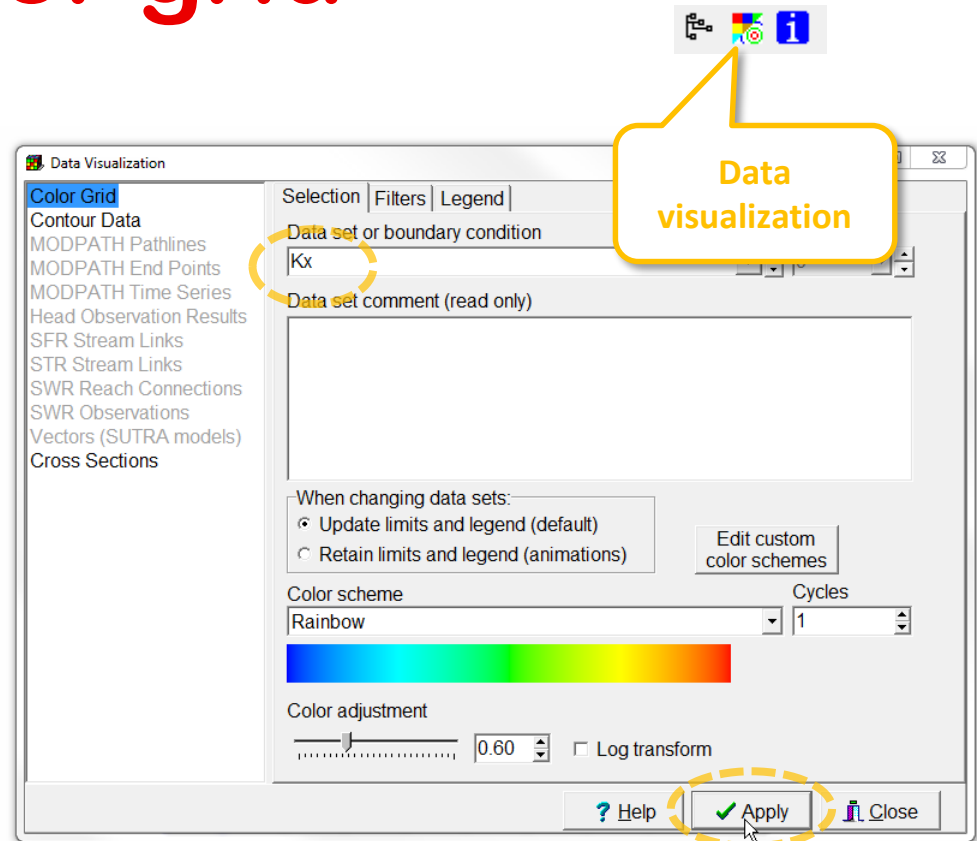 grid
Data
visualization
Data Visualization
Color Grid
Contour Data
MODPATH Pathlines
MODPATH End Points
MODPATH Time Series
Head Observation Results
SFR Stream Links
STR Stream Links
SWR Reach Connections
SWR Observations
Vectors (SUTRA models)
Cross Sections
Selection Filters Legend
Data set or boundary condition
Kx
Data set comment (read only)
When changing data sets:
Update limits and legend (default)
Retain limits and legend (animations)
Edit custom
color schemes
Color scheme Cycles
Rainbow 1
Color adjustment
0.60 Log transform
? Help Apply Close